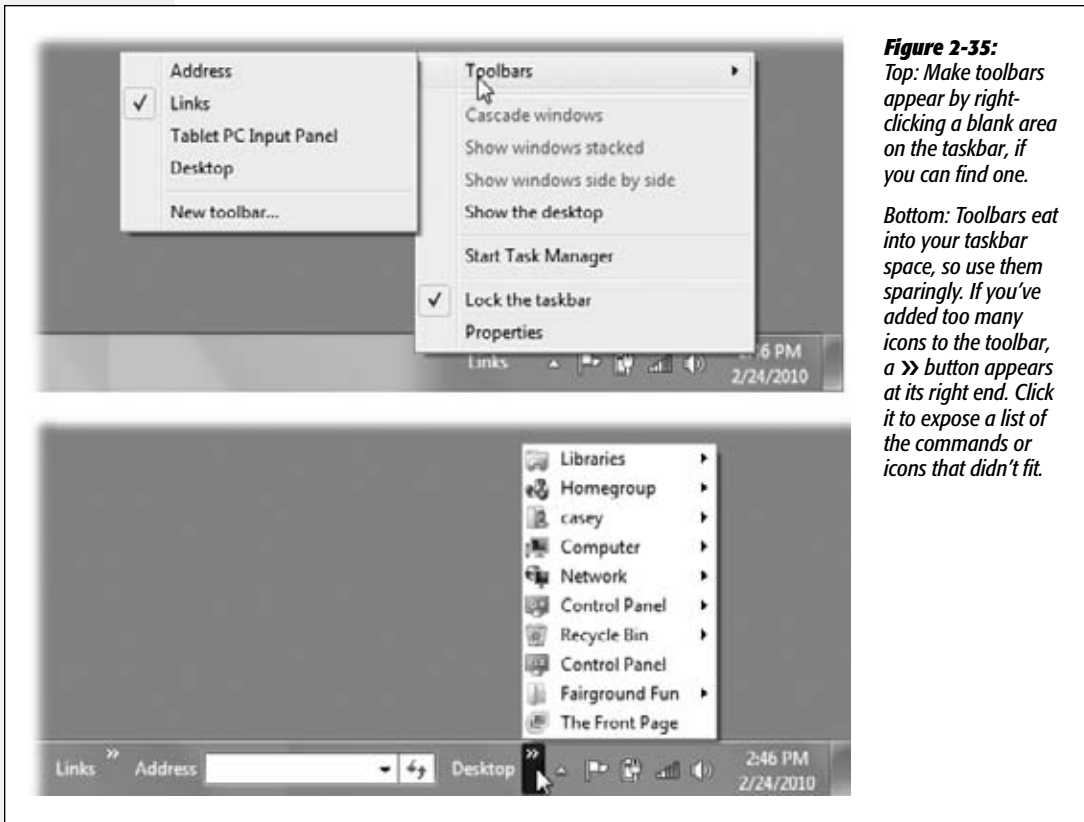 Address
✓ Links
Tablet PC Input Panel
Desktop
New toolbar...
Toolbars
Cascade windows
Show windows stacked
Show windows side by side
Show the desktop
Start Task Manager
✓ Lock the taskbar
Properties
Links
6 PM
2/24/2010
Libraries
Homegroup
casey
Computer
Network
Control Panel
Recycle Bin
Control Panel
Fairground Fun
The Front Page
Links » Address Desktop » 2:46 PM
2/24/2010
Figure 2-35:
Top: Make toolbars
appear by right-
clicking a blank area
on the taskbar, if
you can find one.
Bottom: Toolbars eat
into your taskbar
space, so use them
sparingly. If you've
added too many
icons to the toolbar,
a » button appears
at its right end. Click
it to expose a list of
the commands or
icons that didn't fit.